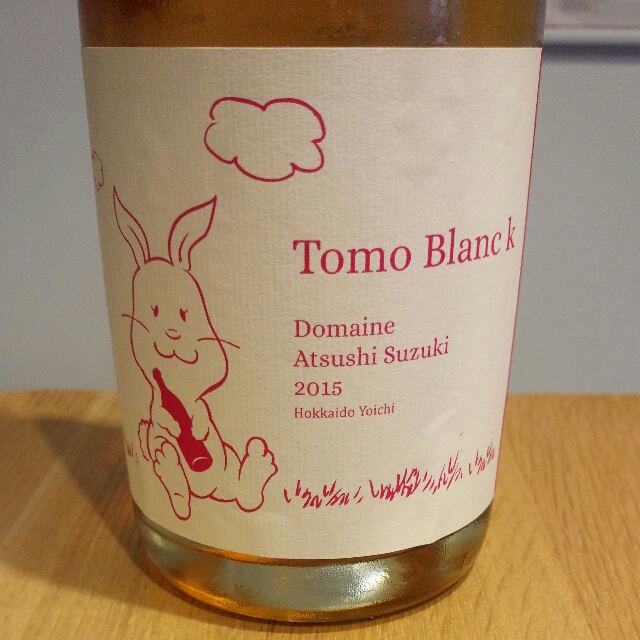 Tomo Blanc k
Domaine
Atsushi Suzuki
2015
Hokkaido Yoichi